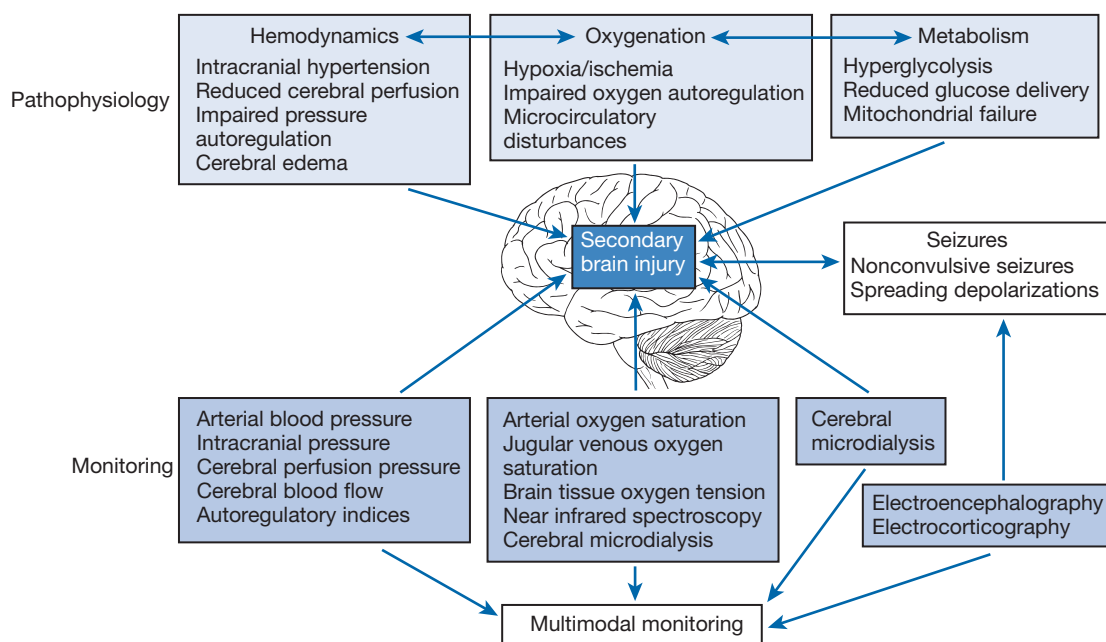 Pathophysiology
Hemodynamics
Intracranial hypertension
Reduced cerebral perfusion
Impaired pressure
autoregulation
Cerebral edema
Oxygenation
Hypoxia/ischemia
Impaired oxygen autoregulation
Microcirculatory
disturbances
Metabolism
Hyperglycolysis
Reduced glucose delivery
Mitochondrial failure
Secondary
brain injury
Seizures
Nonconvulsive seizures
Spreading depolarizations
Monitoring
Arterial blood pressure
Intracranial pressure
Cerebral perfusion pressure
Cerebral blood flow
Autoregulatory indices
Arterial oxygen saturation
Jugular venous oxygen
saturation
Brain tissue oxygen tension
Near infrared spectroscopy
Cerebral microdialysis
Cerebral
microdialysis
Electroencephalography
Electrocorticography
Multimodal monitoring